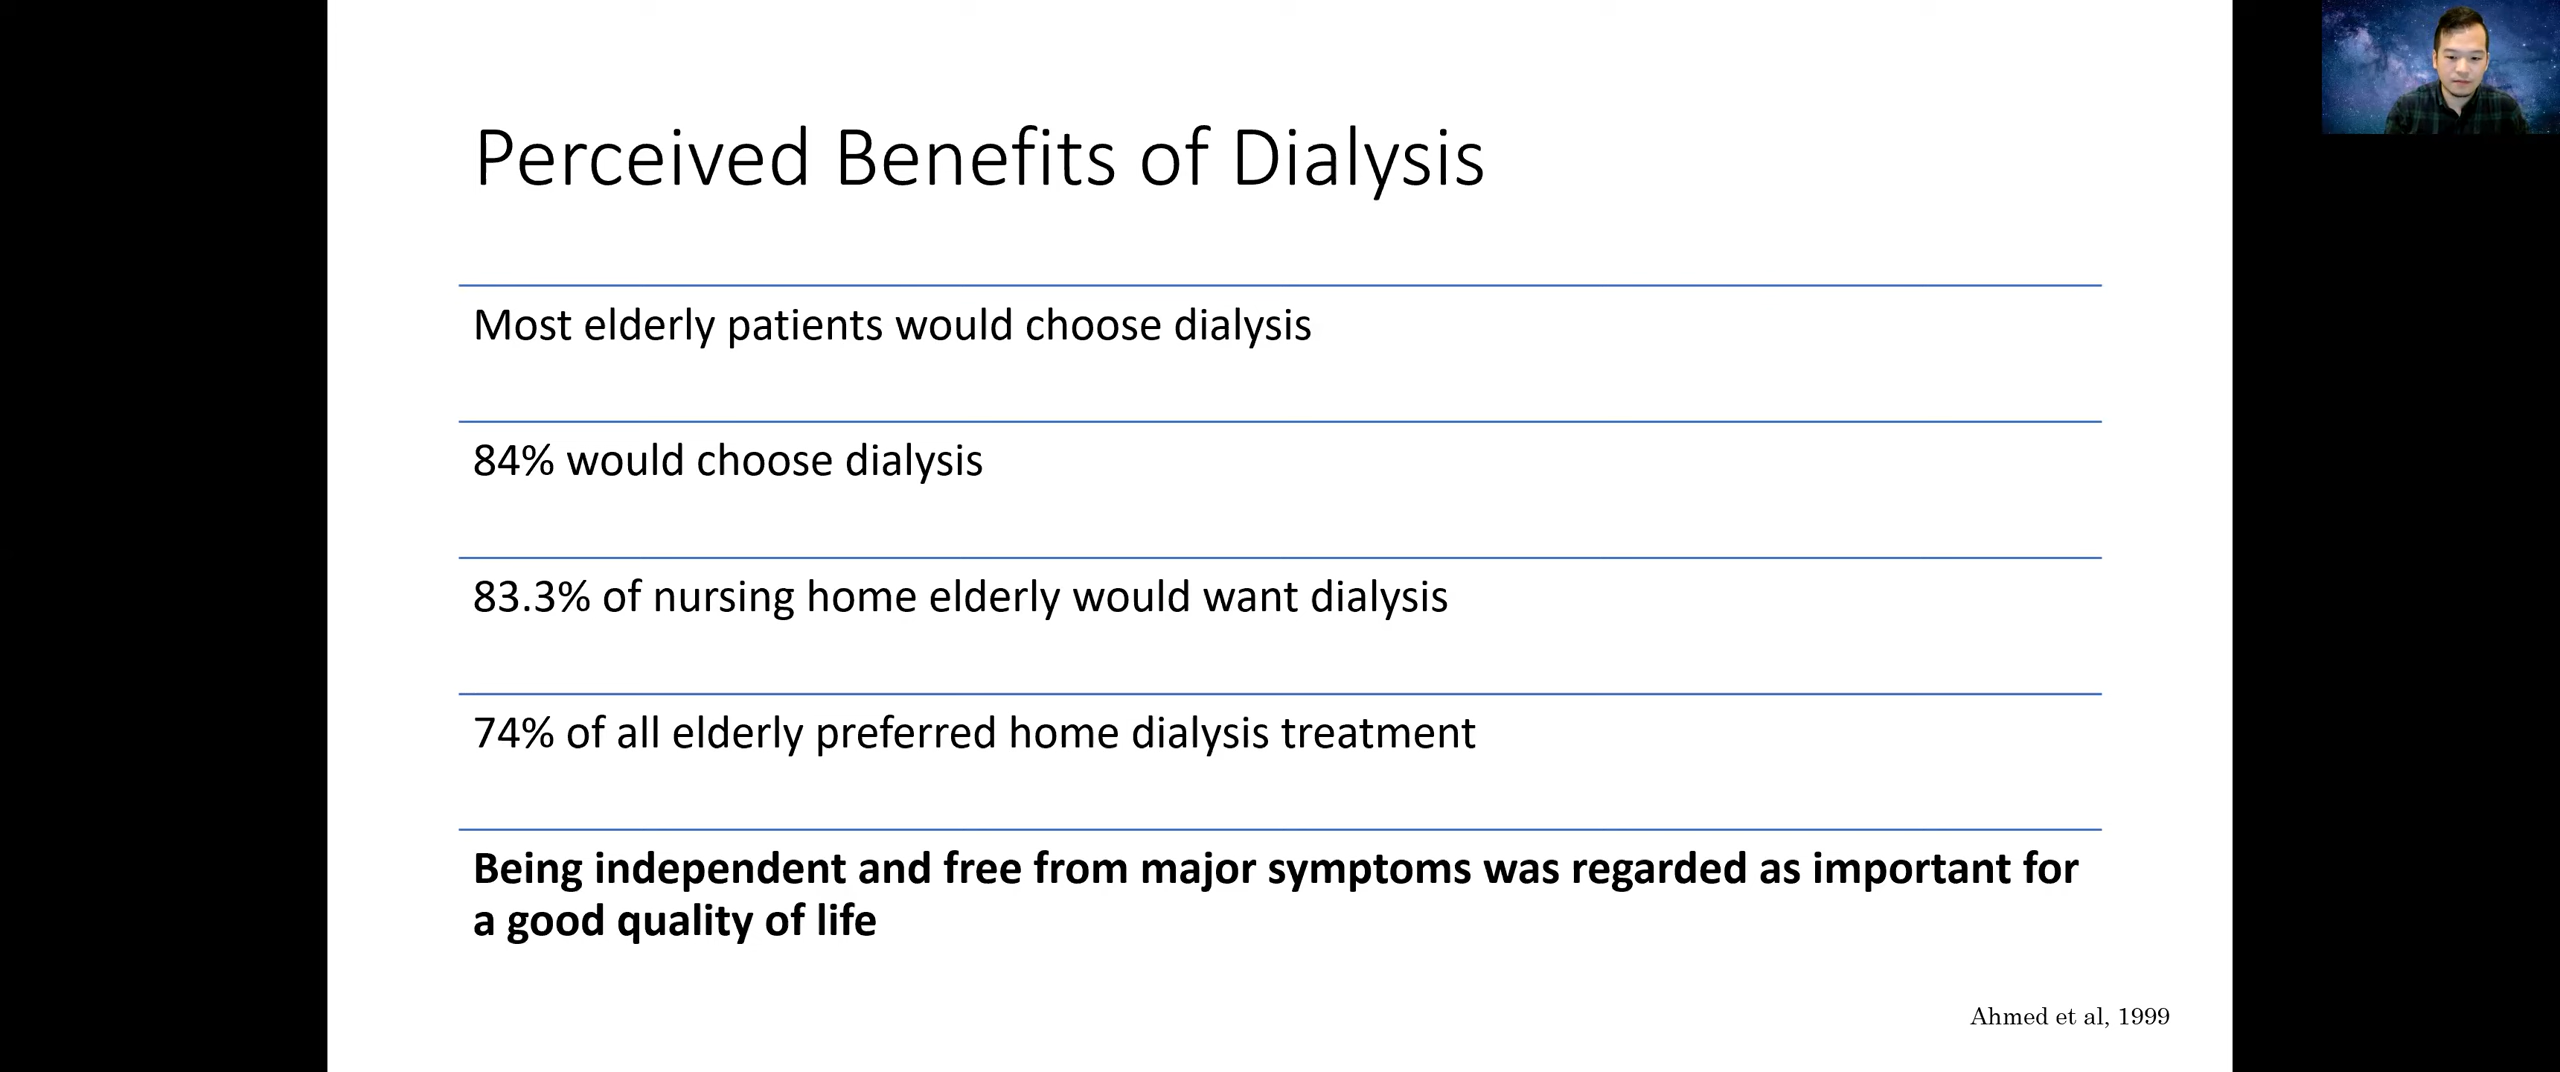 Perceived Benefits of Dialysis
Most elderly patients would choose dialysis
84% would choose dialysis
83.3% of nursing home elderly would want dialysis
74% of all elderly preferred home dialysis treatment
Being independent and free from major symptoms was regarded as important for
a good quality of life
Ahmed et al, 1999